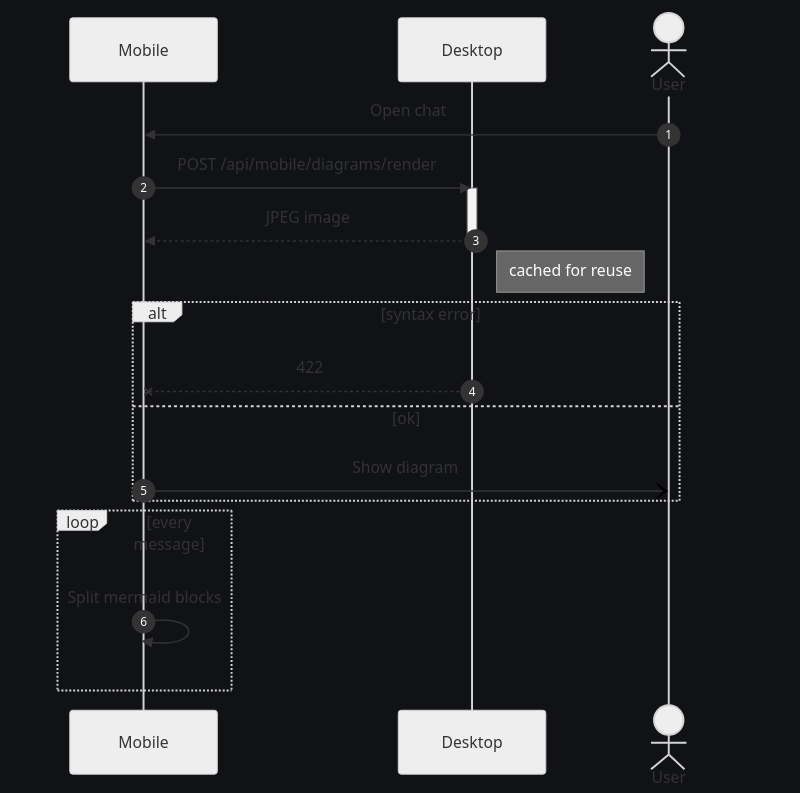 Mobile
Desktop
User
Open chat
1
POST /api/mobile/diagrams/render
2
JPEG image
3
cached for reuse
alt
[syntax error]
422
4
[ok]
Show diagram
5
loop
[every
message]
Split mermaid blocks
6
Mobile
Desktop
User